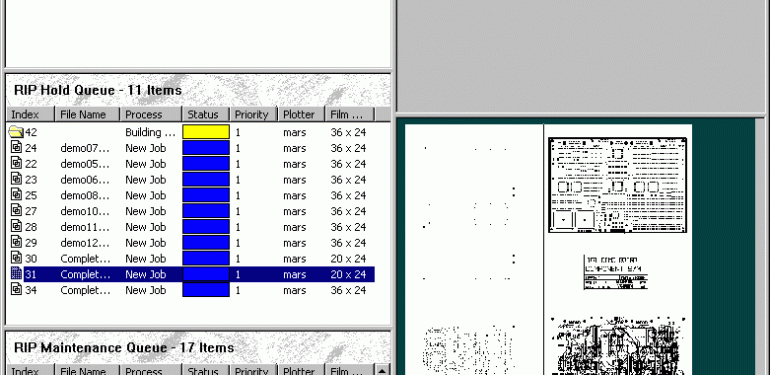 RIP Hold Queue - 11 Items
Index File Name Process Status Priority Plotter Film ...
42 Building ... 1 mars 36 x 24
24 demo07... New Job 1 mars 36 x 24
22 demo05... New Job 1 mars 36 x 24
23 demo06... New Job 1 mars 36 x 24
25 demo08... New Job 1 mars 36 x 24
27 demo10... New Job 1 mars 36 x 24
28 demo11... New Job 1 mars 36 x 24
29 demo12... New Job 1 mars 36 x 24
30 Complet... New Job 1 mars 20 x 24
31 Complet... New Job 1 mars 20 x 24
34 Complet... New Job 1 mars 36 x 24
RIP Maintenance Queue - 17 Items
Index File Name Process Status Priority Plotter Film ...
COMPONENT